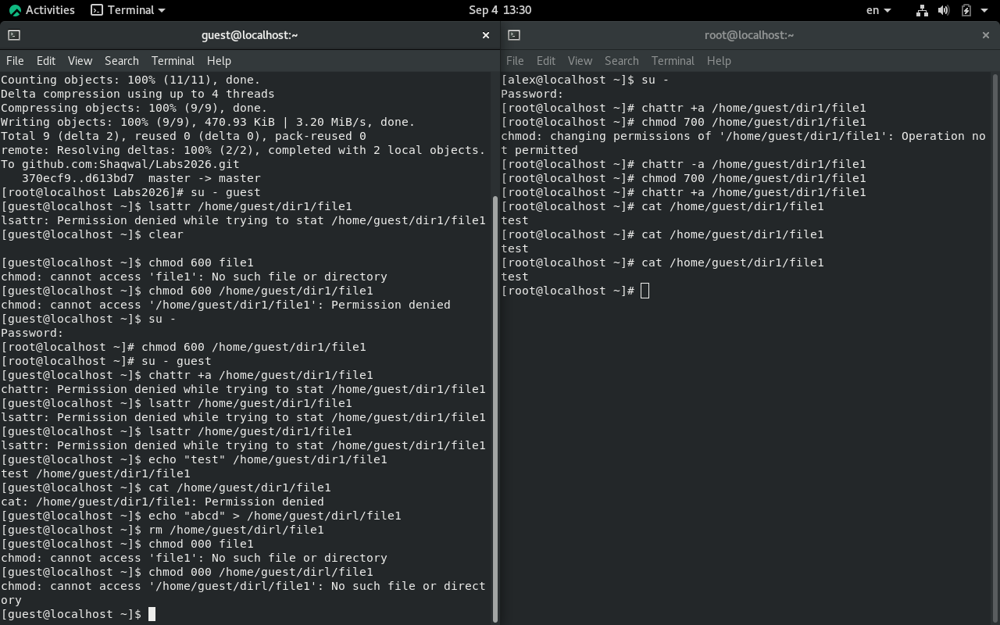 Activities Terminal Sep 4 13:30 en
guest@localhost:~
File Edit View Search Terminal Help
Counting objects: 100% (11/11), done.
Delta compression using up to 4 threads
Compressing objects: 100% (9/9), done.
Writing objects: 100% (9/9), 470.93 KiB | 3.20 MiB/s, done.
Total 9 (delta 2), reused 0 (delta 0), pack-reused 0
remote: Resolving deltas: 100% (2/2), completed with 2 local objects.
To github.com:Shaqwal/Labs2026.git
   370ecf9..d613bd7  master -> master
[root@localhost Labs2026]# su - guest
[guest@localhost ~]$ lsattr /home/guest/dir1/file1
lsattr: Permission denied while trying to stat /home/guest/dir1/file1
[guest@localhost ~]$ clear
[guest@localhost ~]$ chmod 600 file1
chmod: cannot access 'file1': No such file or directory
[guest@localhost ~]$ chmod 600 /home/guest/dir1/file1
chmod: cannot access '/home/guest/dir1/file1': Permission denied
[guest@localhost ~]$ su -
Password:
[root@localhost ~]# chmod 600 /home/guest/dir1/file1
[root@localhost ~]# su - guest
[guest@localhost ~]$ chattr +a /home/guest/dir1/file1
chattr: Permission denied while trying to stat /home/guest/dir1/file1
[guest@localhost ~]$ lsattr /home/guest/dir1/file1
lsattr: Permission denied while trying to stat /home/guest/dir1/file1
[guest@localhost ~]$ lsattr /home/guest/dir1/file1
lsattr: Permission denied while trying to stat /home/guest/dir1/file1
[guest@localhost ~]$ echo "test" /home/guest/dir1/file1
test /home/guest/dir1/file1
[guest@localhost ~]$ cat /home/guest/dir1/file1
cat: /home/guest/dir1/file1: Permission denied
[guest@localhost ~]$ echo "abcd" > /home/guest/dirl/file1
[guest@localhost ~]$ rm /home/guest/dirl/file1
[guest@localhost ~]$ chmod 000 file1
chmod: cannot access 'file1': No such file or directory
[guest@localhost ~]$ chmod 000 /home/guest/dirl/file1
chmod: cannot access '/home/guest/dirl/file1': No such file or direct
ory
[guest@localhost ~]$
root@localhost:~
File Edit View Search Terminal Help
[alex@localhost ~]$ su -
Password:
[root@localhost ~]# chattr +a /home/guest/dir1/file1
[root@localhost ~]# chmod 700 /home/guest/dir1/file1
chmod: changing permissions of '/home/guest/dir1/file1': Operation no
t permitted
[root@localhost ~]# chattr -a /home/guest/dir1/file1
[root@localhost ~]# chmod 700 /home/guest/dir1/file1
[root@localhost ~]# chattr +a /home/guest/dir1/file1
[root@localhost ~]# cat /home/guest/dir1/file1
test
[root@localhost ~]# cat /home/guest/dir1/file1
test
[root@localhost ~]# cat /home/guest/dir1/file1
test
[root@localhost ~]#